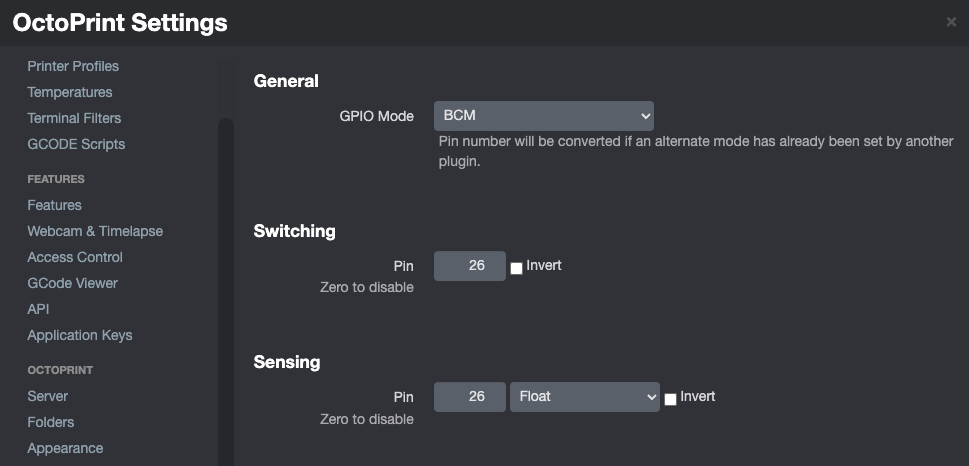 OctoPrint Settings
Printer Profiles
Temperatures
Terminal Filters
GCODE Scripts
FEATURES
Features
Webcam & Timelapse
Access Control
GCode Viewer
API
Application Keys
OCTOPRINT
Server
Folders
Appearance
General
GPIO Mode BCM
Pin number will be converted if an alternate mode has already been set by another
plugin.
Switching
Pin 26 Invert
Zero to disable
Sensing
Pin 26 Float Invert
Zero to disable